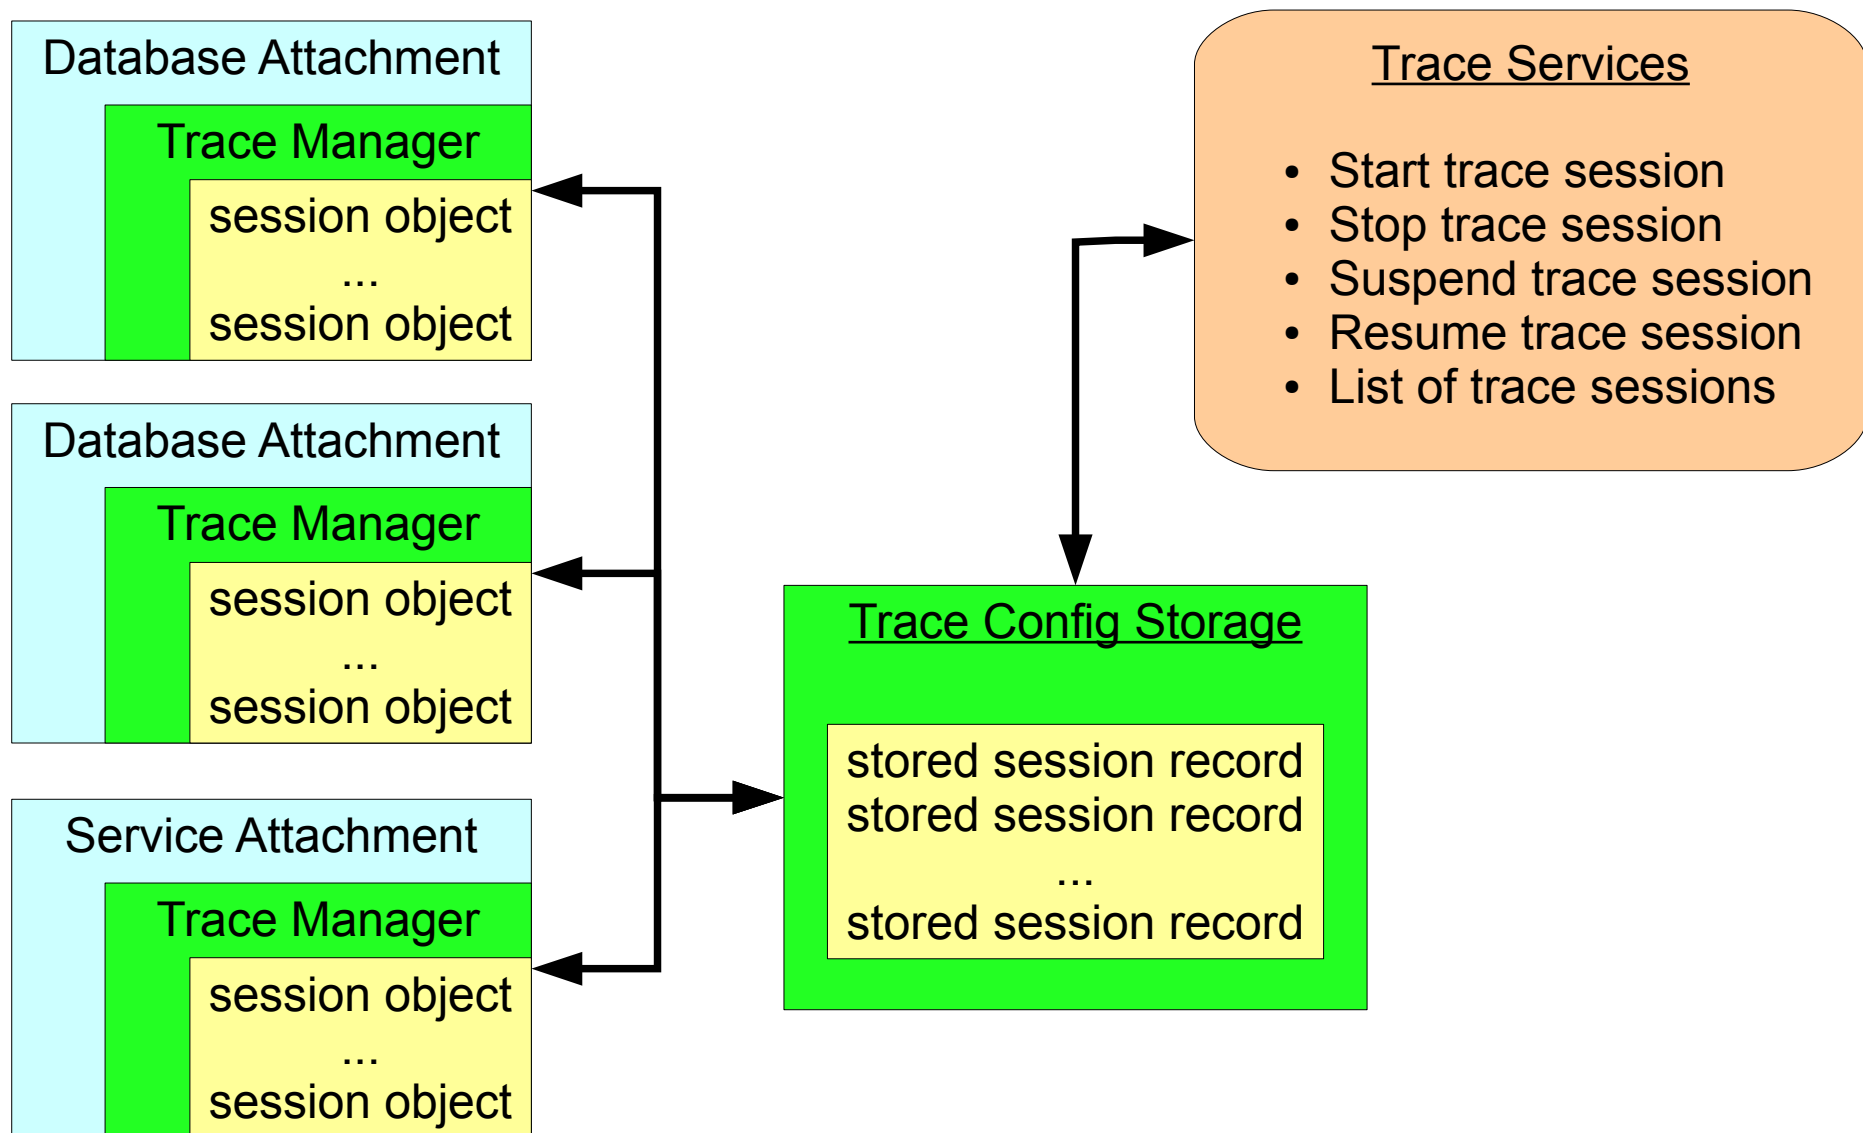 Database Attachment
Trace Manager
session object
...
session object
Database Attachment
Trace Manager
session object
...
session object
Service Attachment
Trace Manager
session object
...
session object
Trace Services
• Start trace session
• Stop trace session
• Suspend trace session
• Resume trace session
• List of trace sessions
Trace Config Storage
stored session record
stored session record
...
stored session record